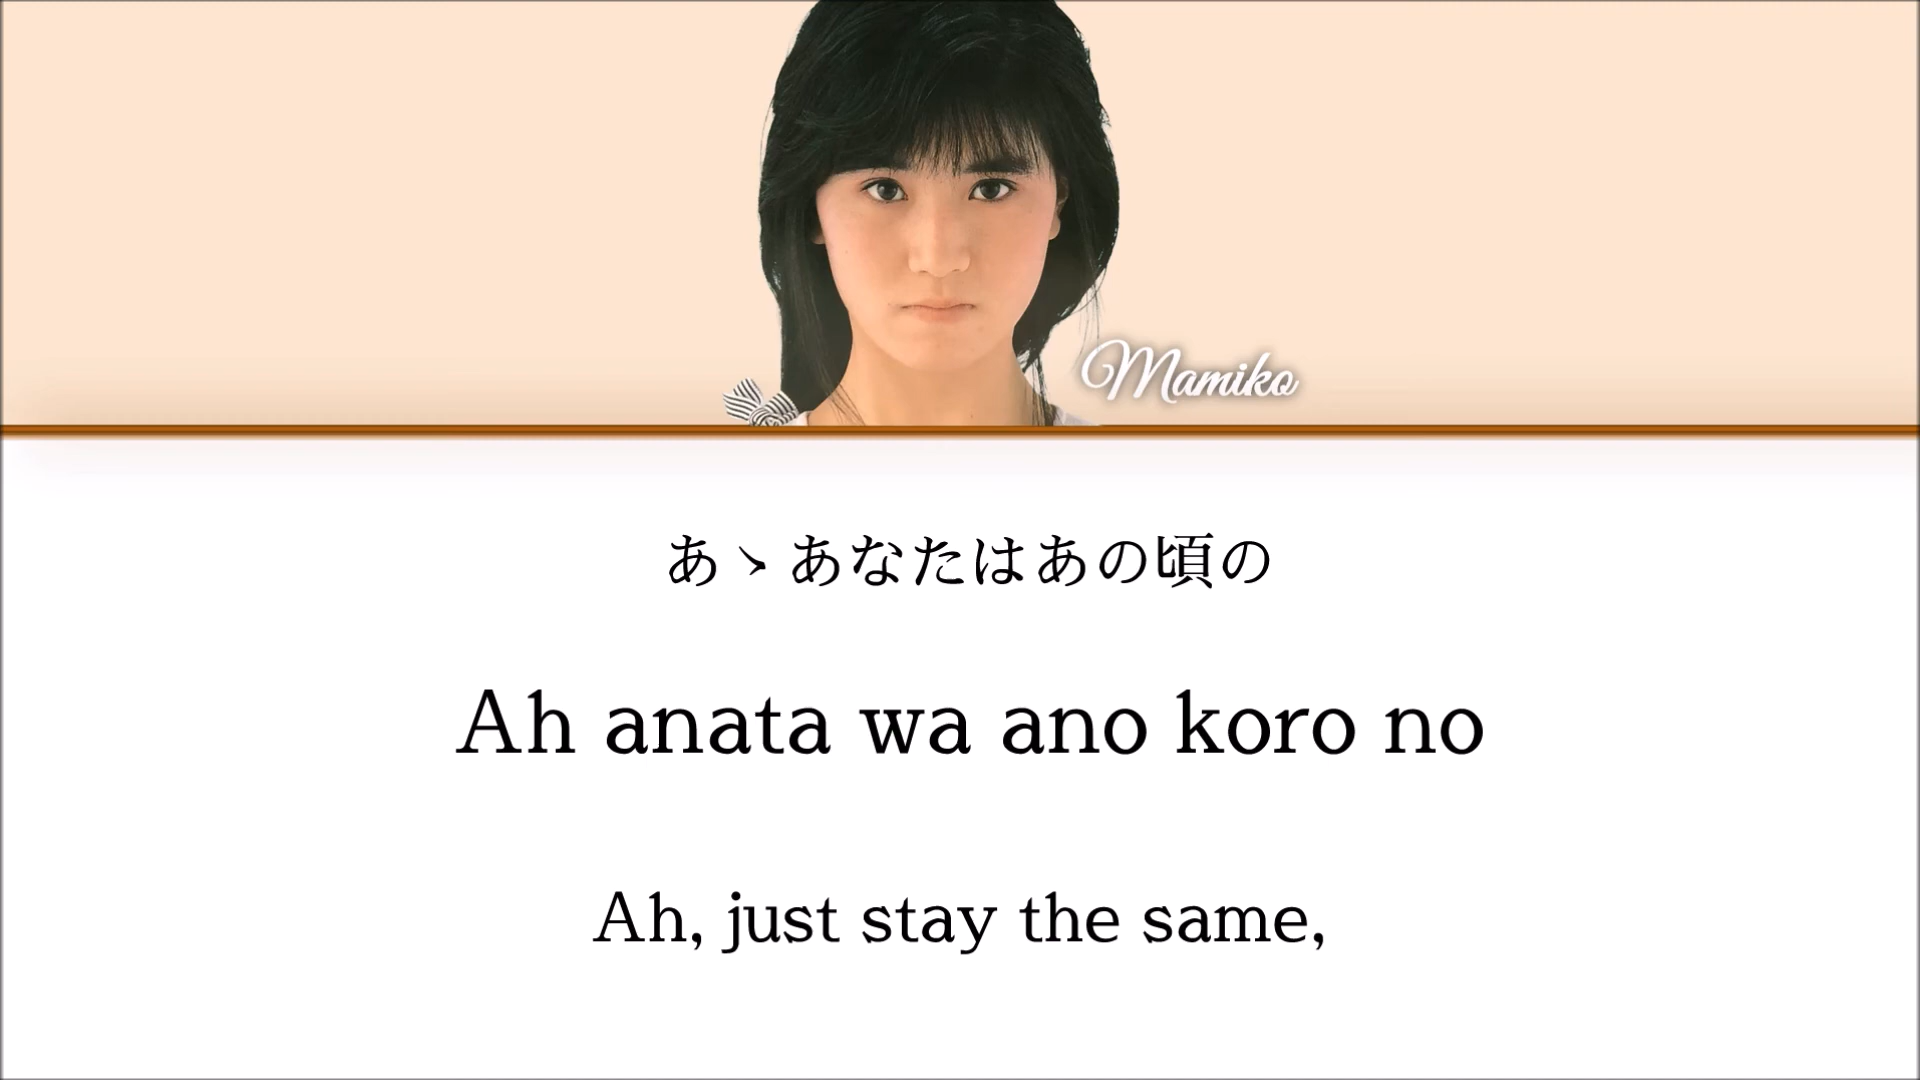 Mamiko
あゝあなたはあの頃の
Ah anata wa ano koro no
Ah, just stay the same,